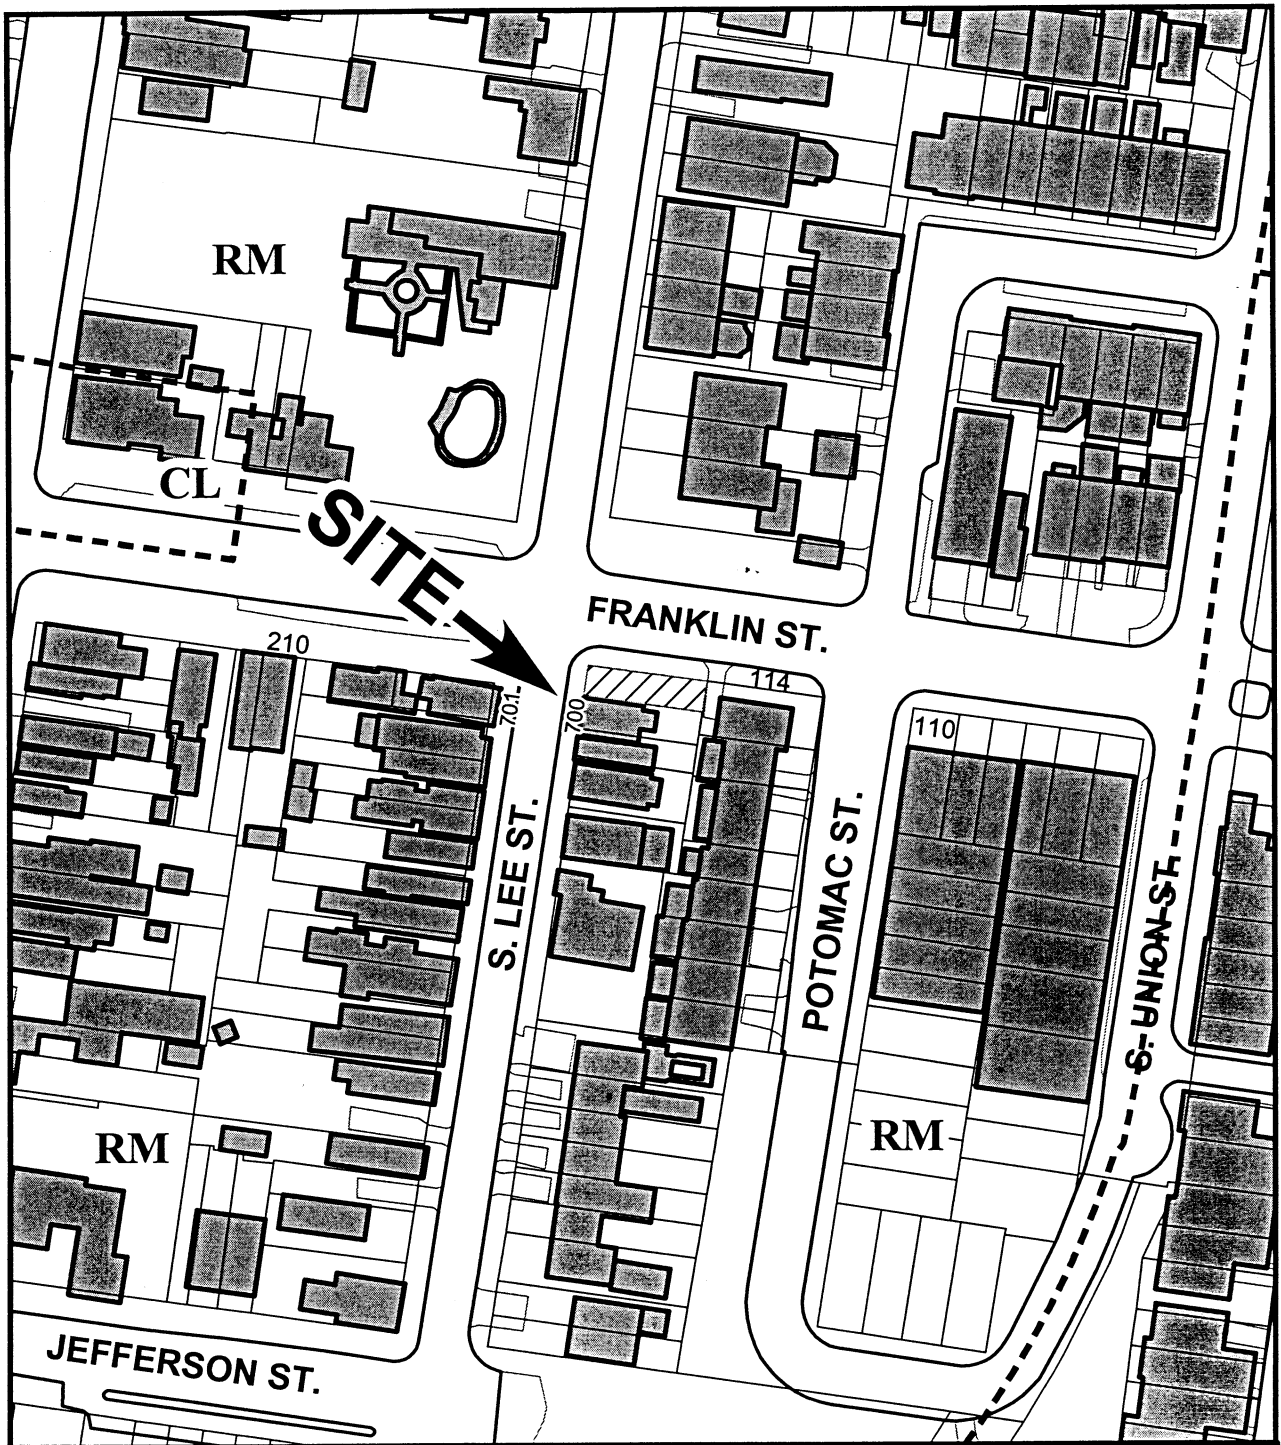 RM
CL
SITE
FRANKLIN ST.
210
114
701
700
110
S. LEE ST.
POTOMAC ST.
S. UNION ST.
RM
RM
JEFFERSON ST.